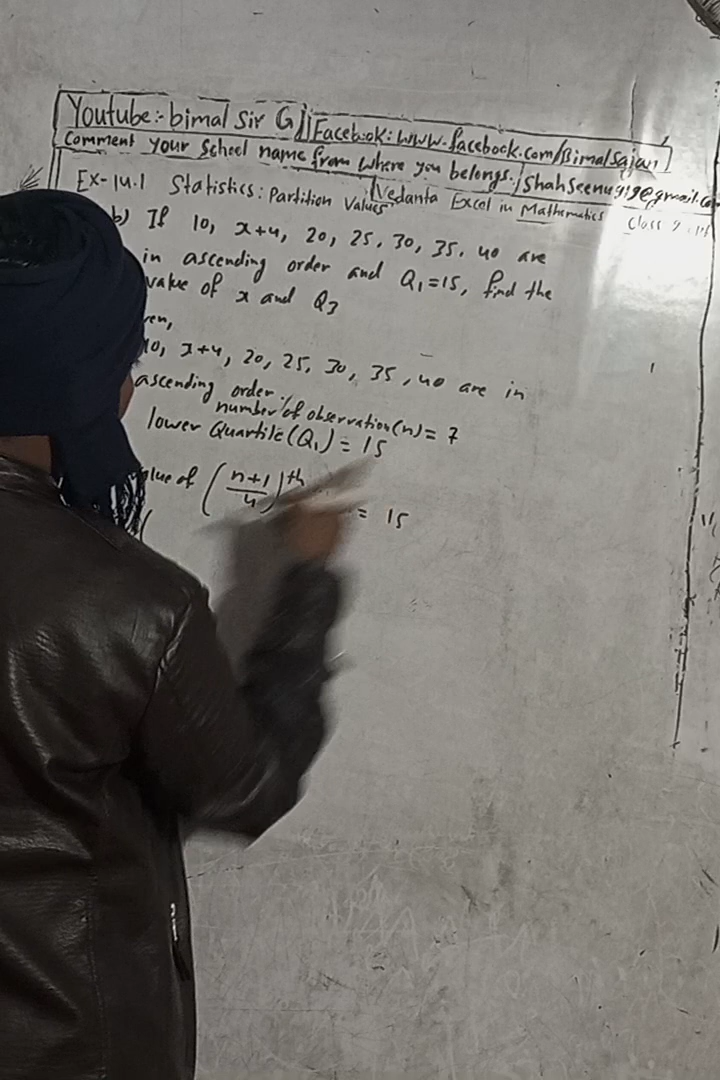 Youtube:- bimal Sir G Facebook: www.facebook.com/Bimalsajan
Comment your School name from where you belongs. / Shahseenu919@gmail.com
Ex-14.1 Statistics: Partition Values (Vedanta Excel in Mathematics Class
b) If 10, x+4, 20, 25, 30, 35, 40 are
in ascending order and Q₁=15, find the
value of x and Q₃
10, x+4, 20, 25, 30, 35, 40 are in
ascending order.
number of observation (n) = 7
lower Quartile (Q₁) = 15
of (n+1/4)th = 15